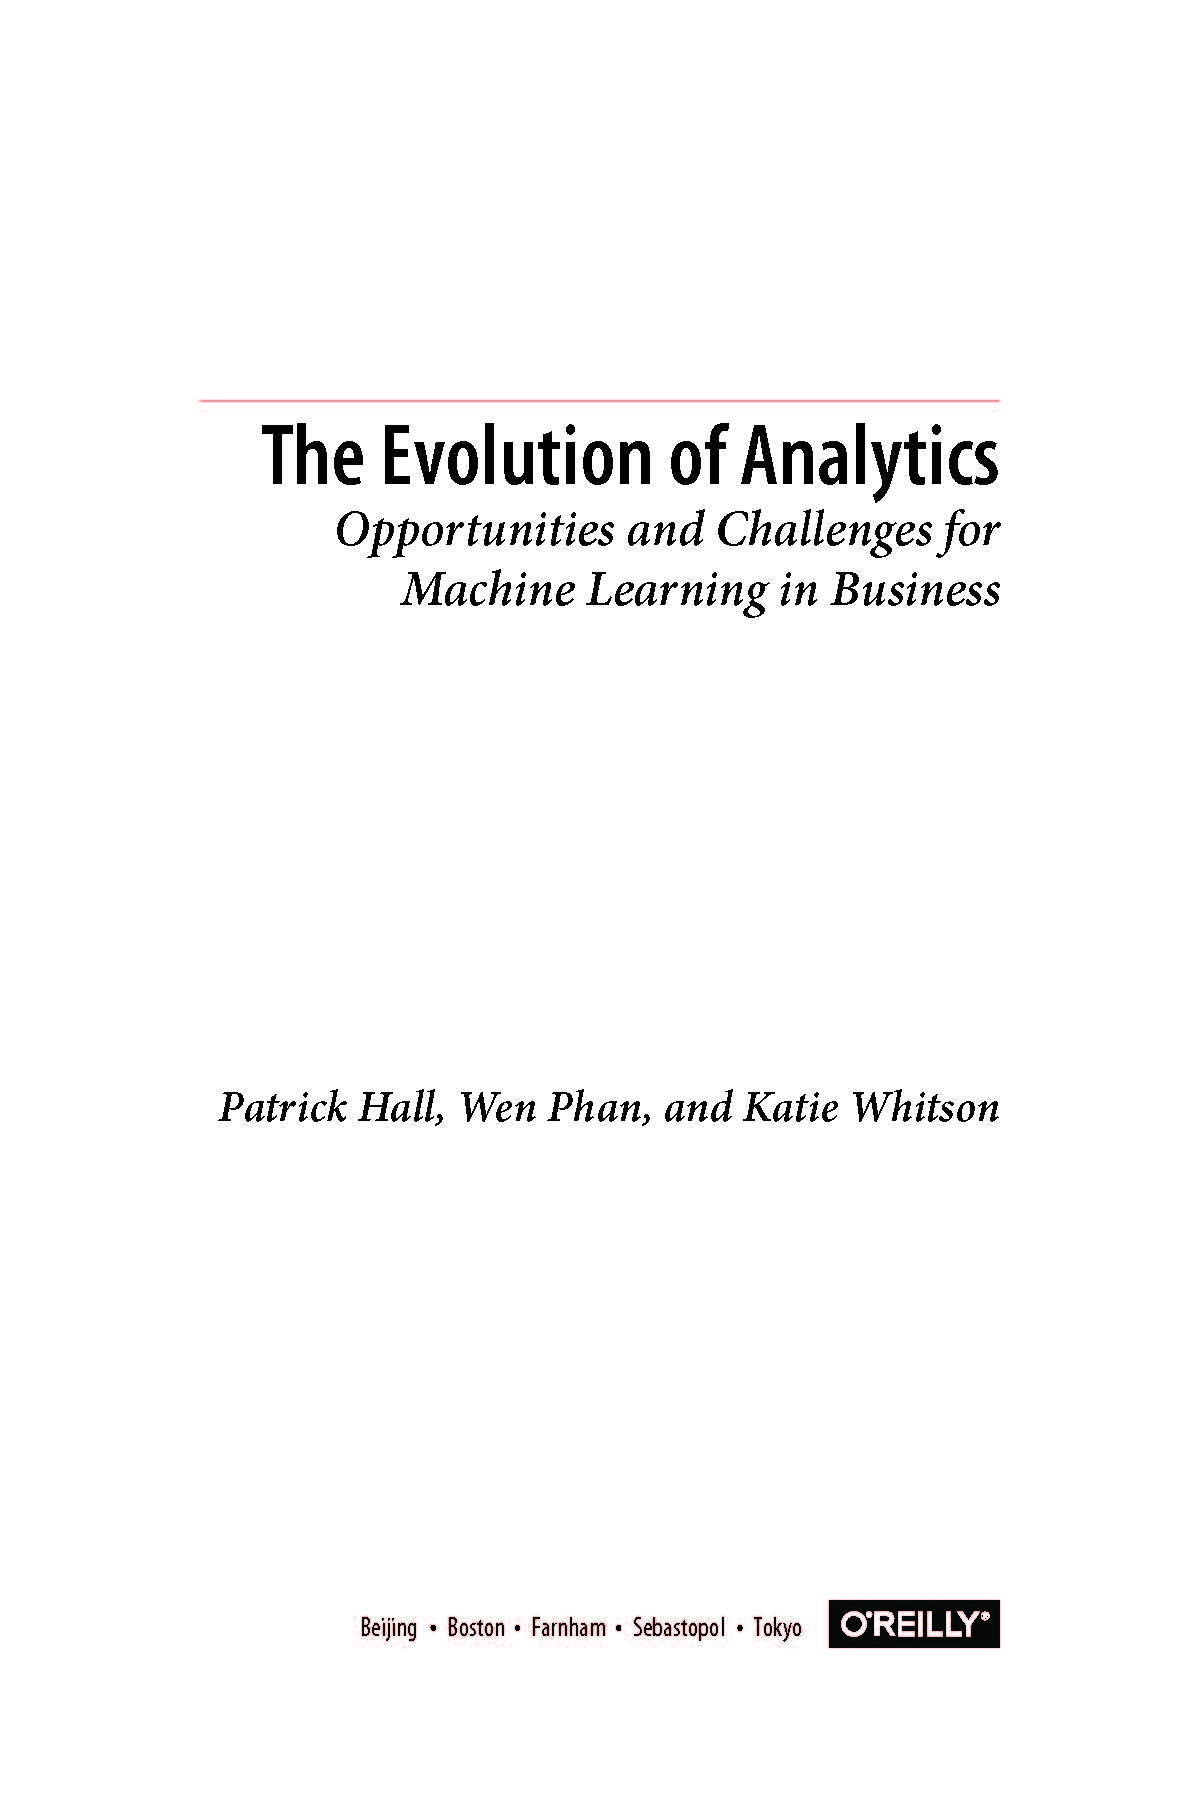 The Evolution of Analytics
Opportunities and Challenges for
Machine Learning in Business
Patrick Hall, Wen Phan, and Katie Whitson
Beijing • Boston • Farnham • Sebastopol • Tokyo O'REILLY®